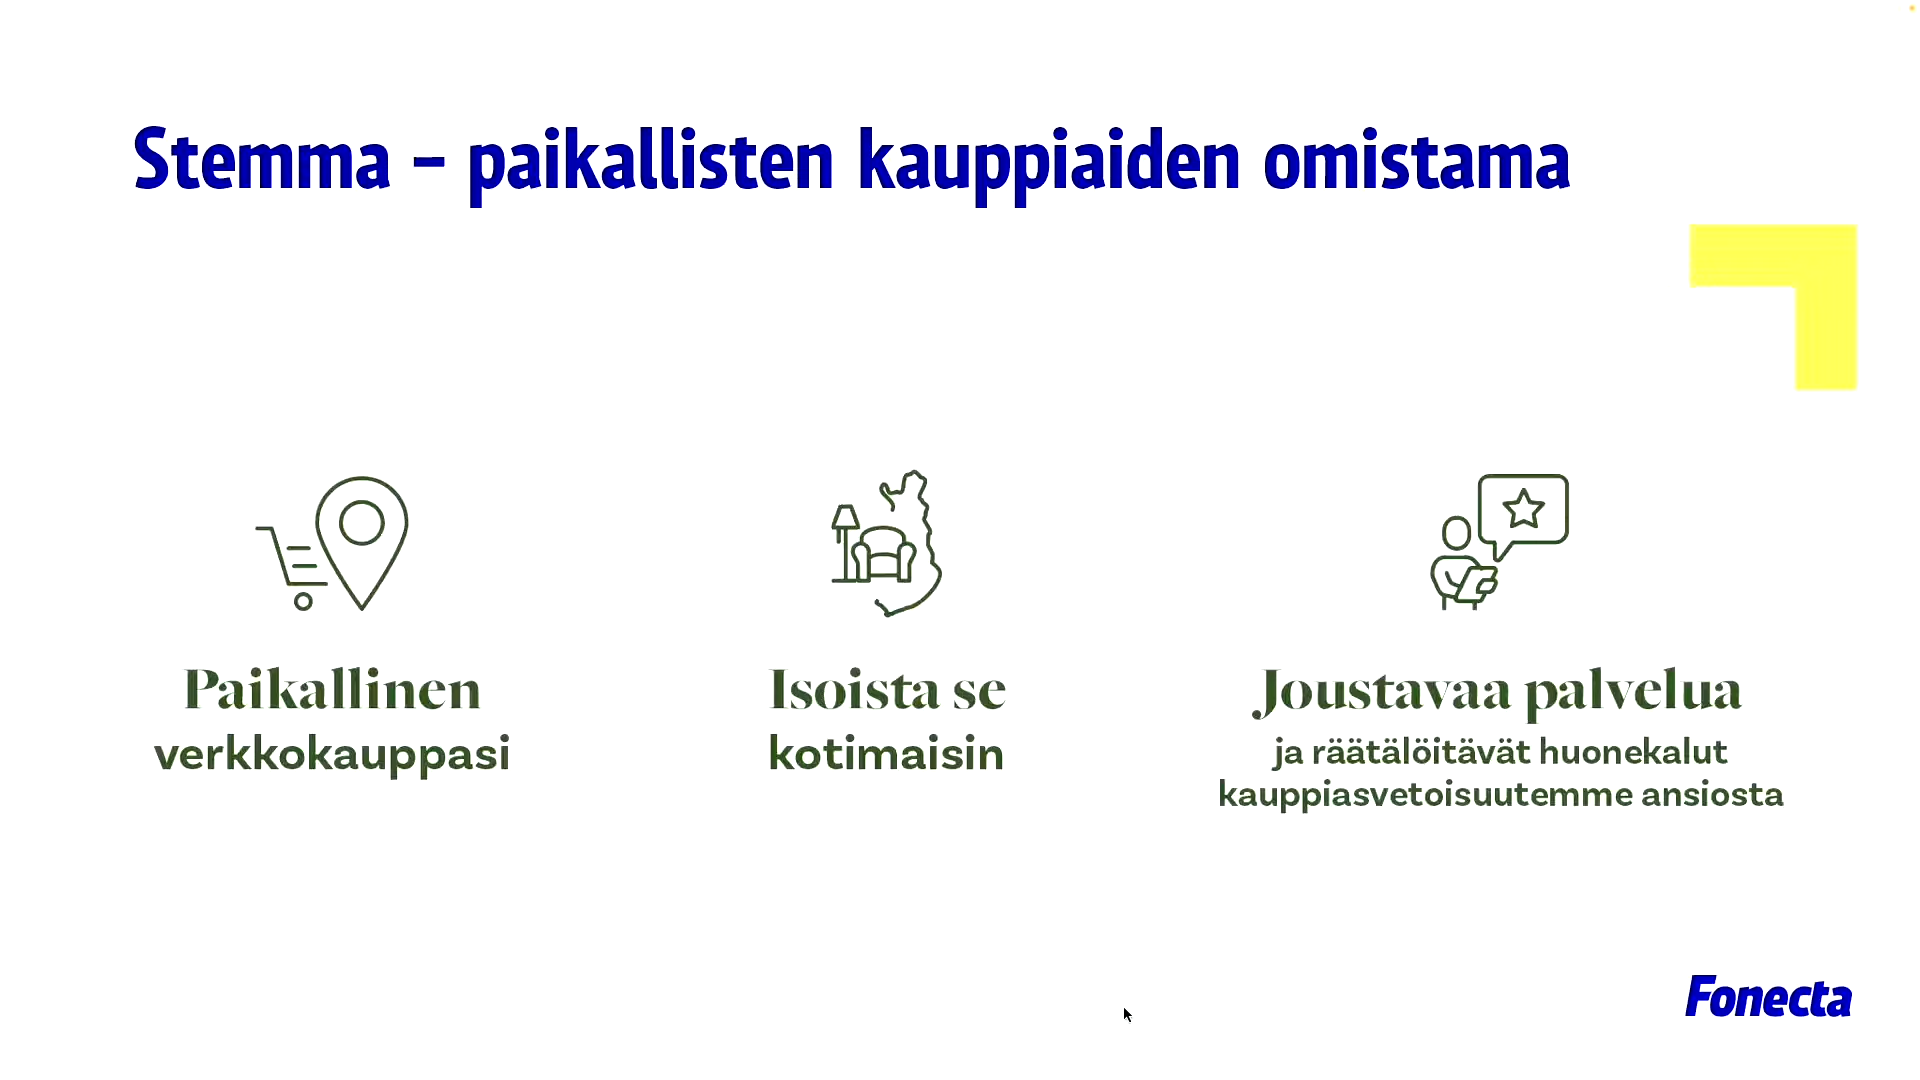 Stemma – paikallisten kauppiaiden omistama
Paikallinen
verkkokauppasi
Isoista se
kotimaisin
Joustavaa palvelua
ja räätälöitävät huonekalut
kauppiasvetoisuutemme ansiosta
Fonecta